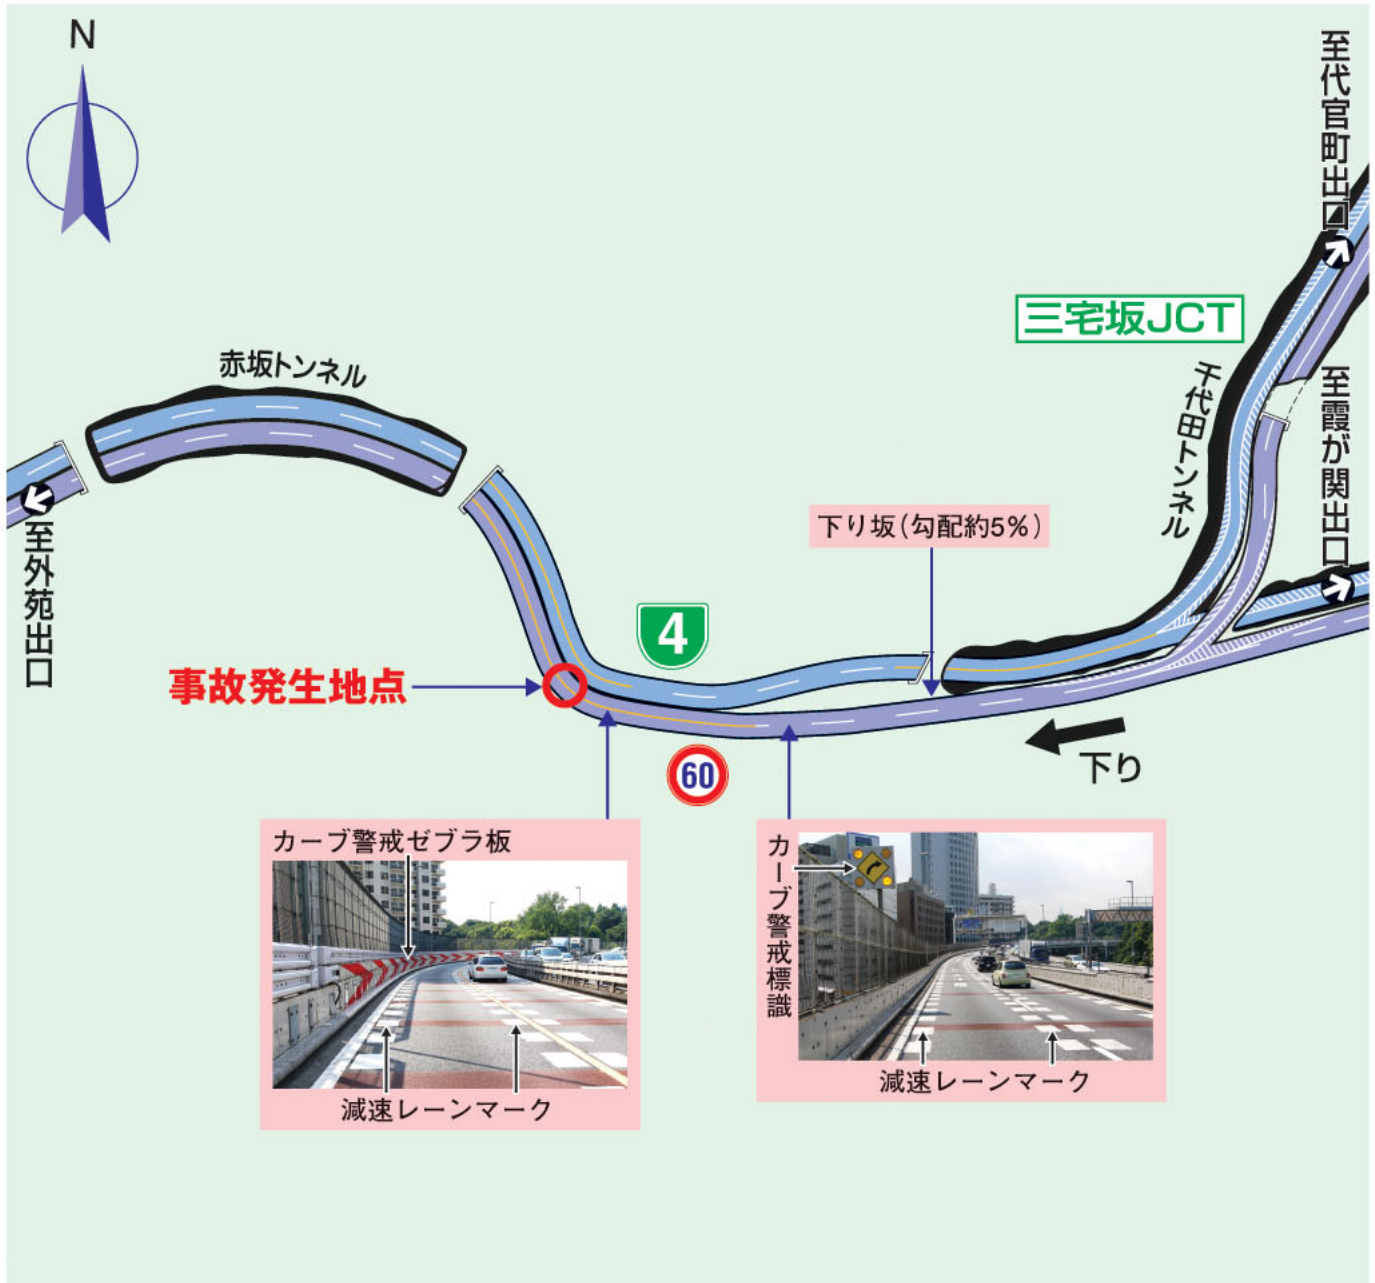 N
至代官町出口
三宅坂JCT
赤坂トンネル
千代田トンネル
至霞が関出口
至外苑出口
下り坂（勾配約5％）
4
事故発生地点
60
下り
カーブ警戒ゼブラ板
減速レーンマーク
カーブ警戒標識
減速レーンマーク